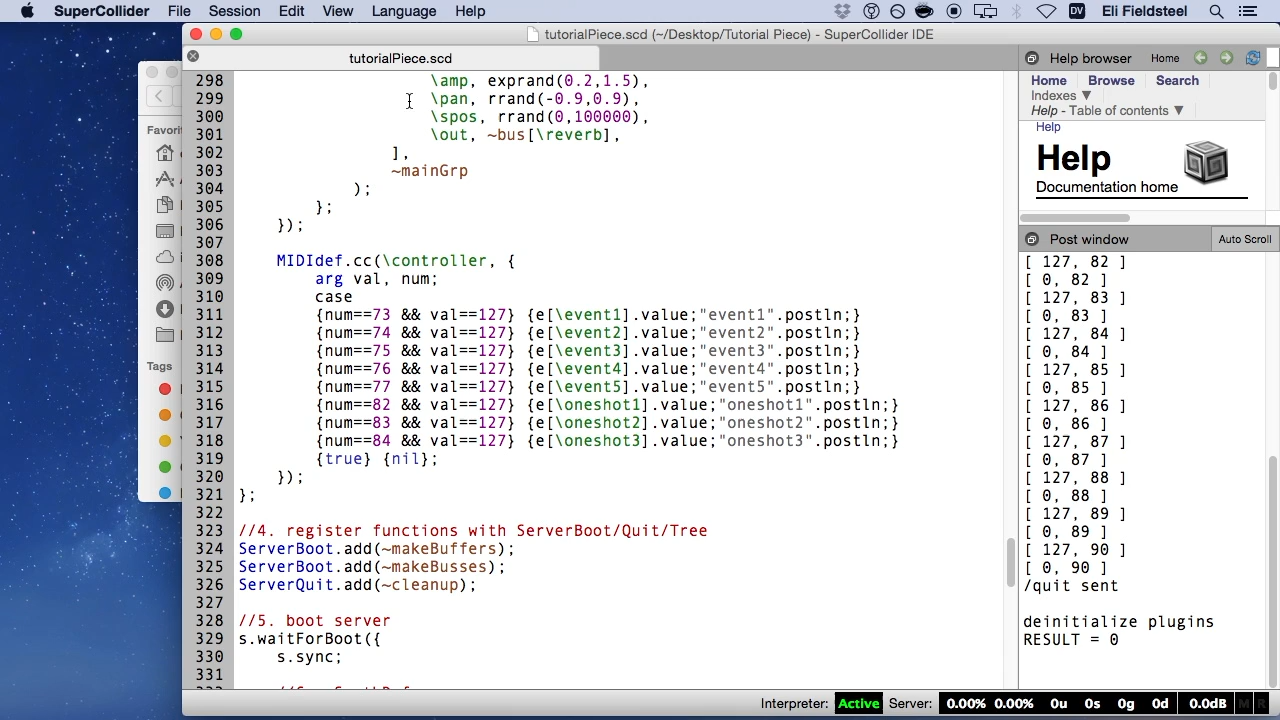 SuperCollider File Session Edit View Language Help DV Eli Fieldsteel
tutorialPiece.scd (~/Desktop/Tutorial Piece) - SuperCollider IDE
tutorialPiece.scd
Help browser Home
298 \amp, exprand(0.2,1.5),
299 \pan, rrand(-0.9,0.9),
300 \spos, rrand(0,100000),
301 \out, ~bus[\reverb],
302 ],
303 ~mainGrp
304 );
305 };
306 });
307
308 MIDIdef.cc(\controller, {
309 arg val, num;
310 case
311 {num==73 && val==127} {e[\event1].value;"event1".postln;}
312 {num==74 && val==127} {e[\event2].value;"event2".postln;}
313 {num==75 && val==127} {e[\event3].value;"event3".postln;}
314 {num==76 && val==127} {e[\event4].value;"event4".postln;}
315 {num==77 && val==127} {e[\event5].value;"event5".postln;}
316 {num==82 && val==127} {e[\oneshot1].value;"oneshot1".postln;}
317 {num==83 && val==127} {e[\oneshot2].value;"oneshot2".postln;}
318 {num==84 && val==127} {e[\oneshot3].value;"oneshot3".postln;}
319 {true} {nil};
320 });
321 };
322
323 //4. register functions with ServerBoot/Quit/Tree
324 ServerBoot.add(~makeBuffers);
325 ServerBoot.add(~makeBusses);
326 ServerQuit.add(~cleanup);
327
328 //5. boot server
329 s.waitForBoot({
330 s.sync;
331
Favorit
Tags
Home Browse Search
Indexes ▼
Help - Table of contents ▼
Help
Help
Documentation home
Post window Auto Scroll
[ 127, 82 ]
[ 0, 82 ]
[ 127, 83 ]
[ 0, 83 ]
[ 127, 84 ]
[ 0, 84 ]
[ 127, 85 ]
[ 0, 85 ]
[ 127, 86 ]
[ 0, 86 ]
[ 127, 87 ]
[ 0, 87 ]
[ 127, 88 ]
[ 0, 88 ]
[ 127, 89 ]
[ 0, 89 ]
[ 127, 90 ]
[ 0, 90 ]
/quit sent
deinitialize plugins
RESULT = 0
Interpreter: Active Server: 0.00% 0.00% 0u 0s 0g 0d 0.0dB M R